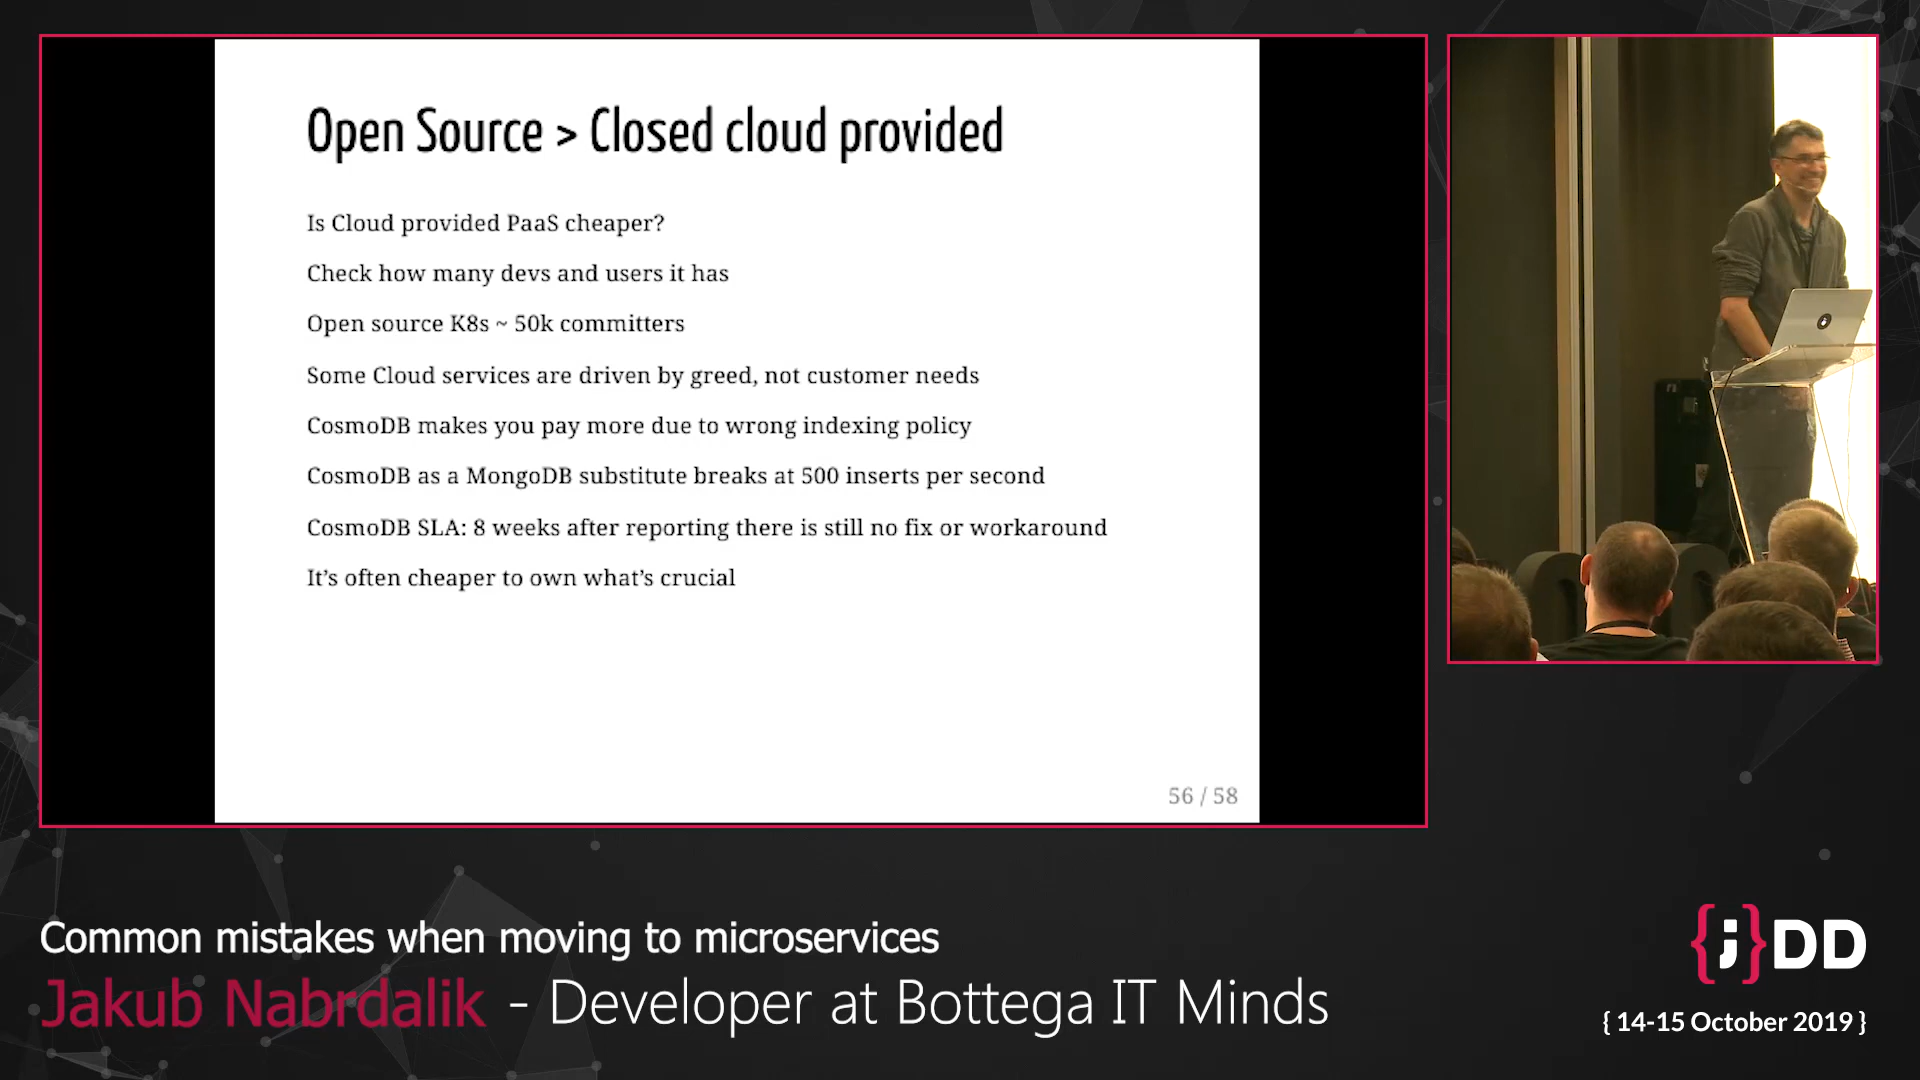 Open Source > Closed cloud provided
Is Cloud provided PaaS cheaper?
Check how many devs and users it has
Open source K8s ~ 50k committers
Some Cloud services are driven by greed, not customer needs
CosmoDB makes you pay more due to wrong indexing policy
CosmoDB as a MongoDB substitute breaks at 500 inserts per second
CosmoDB SLA: 8 weeks after reporting there is still no fix or workaround
It’s often cheaper to own what’s crucial
56 / 58
Common mistakes when moving to microservices
Jakub Nabrdalik - Developer at Bottega IT Minds
{;}DD
{ 14-15 October 2019 }